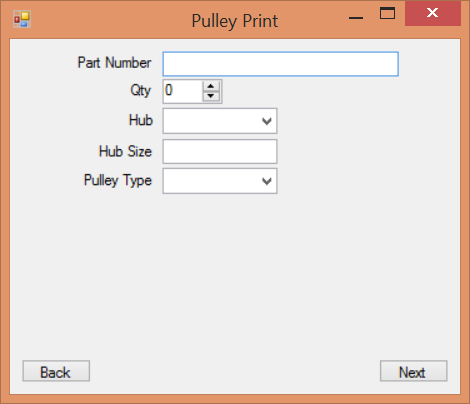 Pulley Print
Part Number
Qty 0
Hub
Hub Size
Pulley Type
Back Next